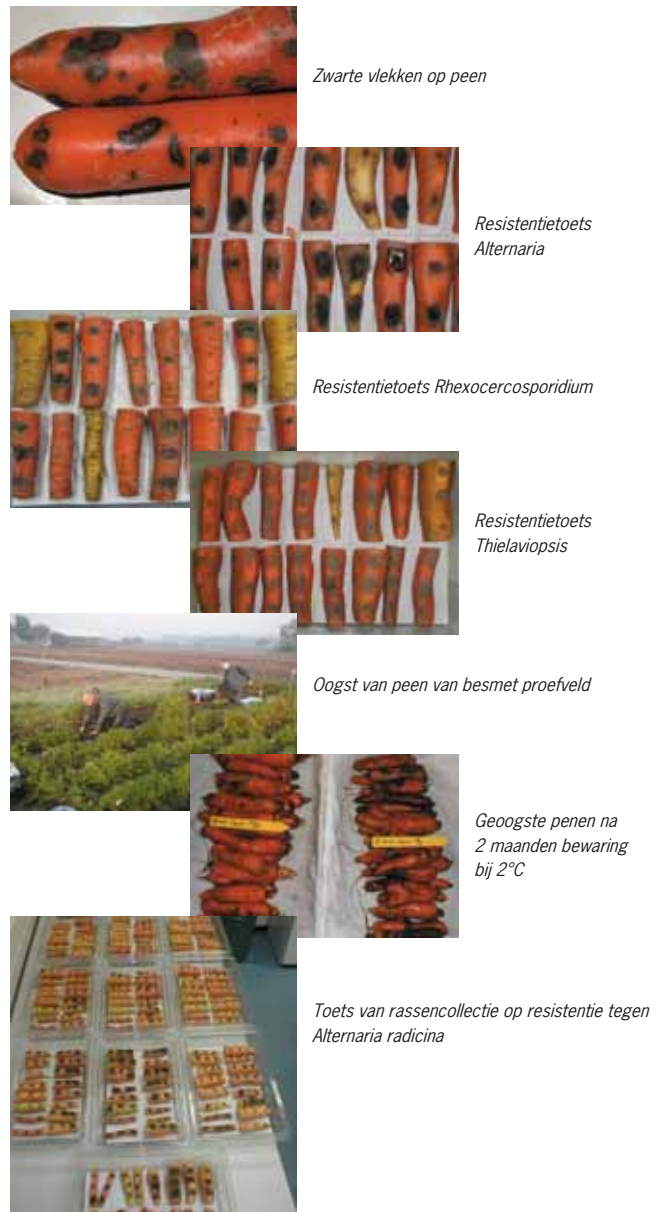 Zwarte vlekken op peen
Resistentietoets
Alternaria
Resistentietoets Rhexocercosporidium
Resistentietoets
Thielaviopsis
Oogst van peen van besmet proefveld
Geoogste penen na
2 maanden bewaring
bij 2°C
Toets van rassencollectie op resistentie tegen
Alternaria radicina